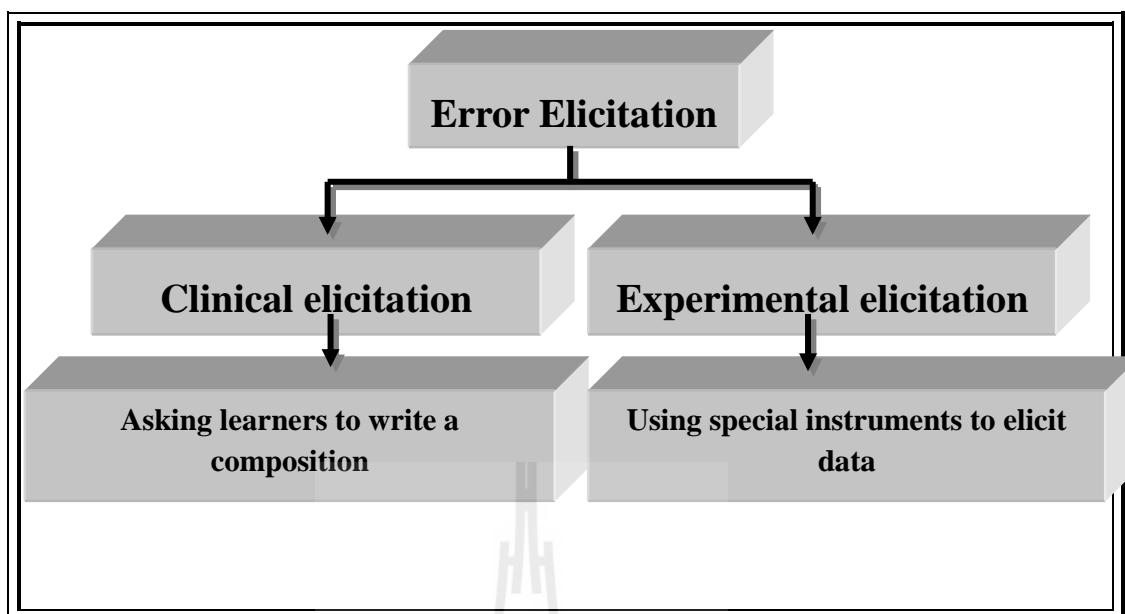 Error Elicitation
Clinical elicitation
Experimental elicitation
Asking learners to write a
composition
Using special instruments to elicit
data